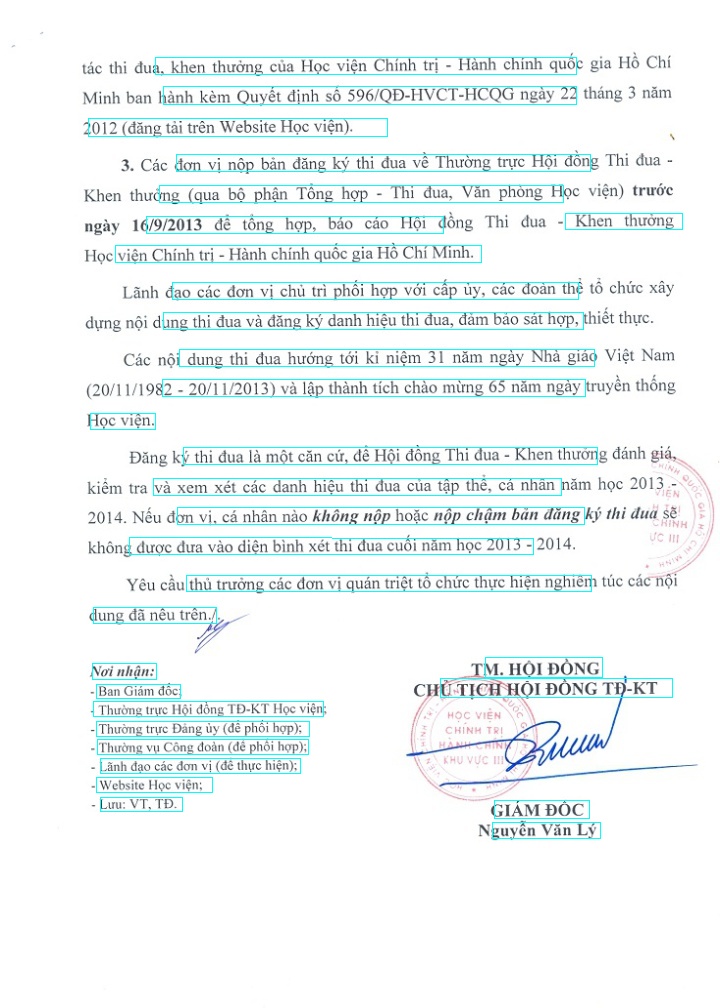 tác thi đua, khen thưởng của Học viện Chính trị - Hành chính quốc gia Hồ Chí
Minh ban hành kèm Quyết định số 596/QĐ-HVCT-HCQG ngày 22 tháng 3 năm
2012 (đăng tải trên Website Học viện).
3. Các đơn vị nộp bản đăng ký thi đua về Thường trực Hội đồng Thi đua -
Khen thưởng (qua bộ phận Tổng hợp - Thi đua, Văn phòng Học viện) trước
ngày 16/9/2013 để tổng hợp, báo cáo Hội đồng Thi đua - Khen thưởng
Học viện Chính trị - Hành chính quốc gia Hồ Chí Minh.
Lãnh đạo các đơn vị chủ trì phối hợp với cấp ủy, các đoàn thể tổ chức xây
dựng nội dung thi đua và đăng ký danh hiệu thi đua, đảm bảo sát hợp, thiết thực.
Các nội dung thi đua hướng tới kỉ niệm 31 năm ngày Nhà giáo Việt Nam
(20/11/1982 - 20/11/2013) và lập thành tích chào mừng 65 năm ngày truyền thống
Học viện.
Đăng ký thi đua là một căn cứ, để Hội đồng Thi đua - Khen thưởng đánh giá,
kiểm tra và xem xét các danh hiệu thi đua của tập thể, cá nhân năm học 2013 -
2014. Nếu đơn vị, cá nhân nào không nộp hoặc nộp chậm bản đăng ký thi đua sẽ
không được đưa vào diện bình xét thi đua cuối năm học 2013 - 2014.
Yêu cầu thủ trưởng các đơn vị quán triệt tổ chức thực hiện nghiêm túc các nội
dung đã nêu trên./.
Nơi nhận:
- Ban Giám đốc;
- Thường trực Hội đồng TĐ-KT Học viện;
- Thường trực Đảng ủy (để phối hợp);
- Thường vụ Công đoàn (để phối hợp);
- Lãnh đạo các đơn vị (để thực hiện);
- Website Học viện;
- Lưu: VT, TĐ.
TM. HỘI ĐỒNG
CHỦ TỊCH HỘI ĐỒNG TĐ-KT
HỌC VIỆN
CHÍNH TRỊ
HÀNH CHÍNH
KHU VỰC III
GIÁM ĐỐC
Nguyễn Văn Lý